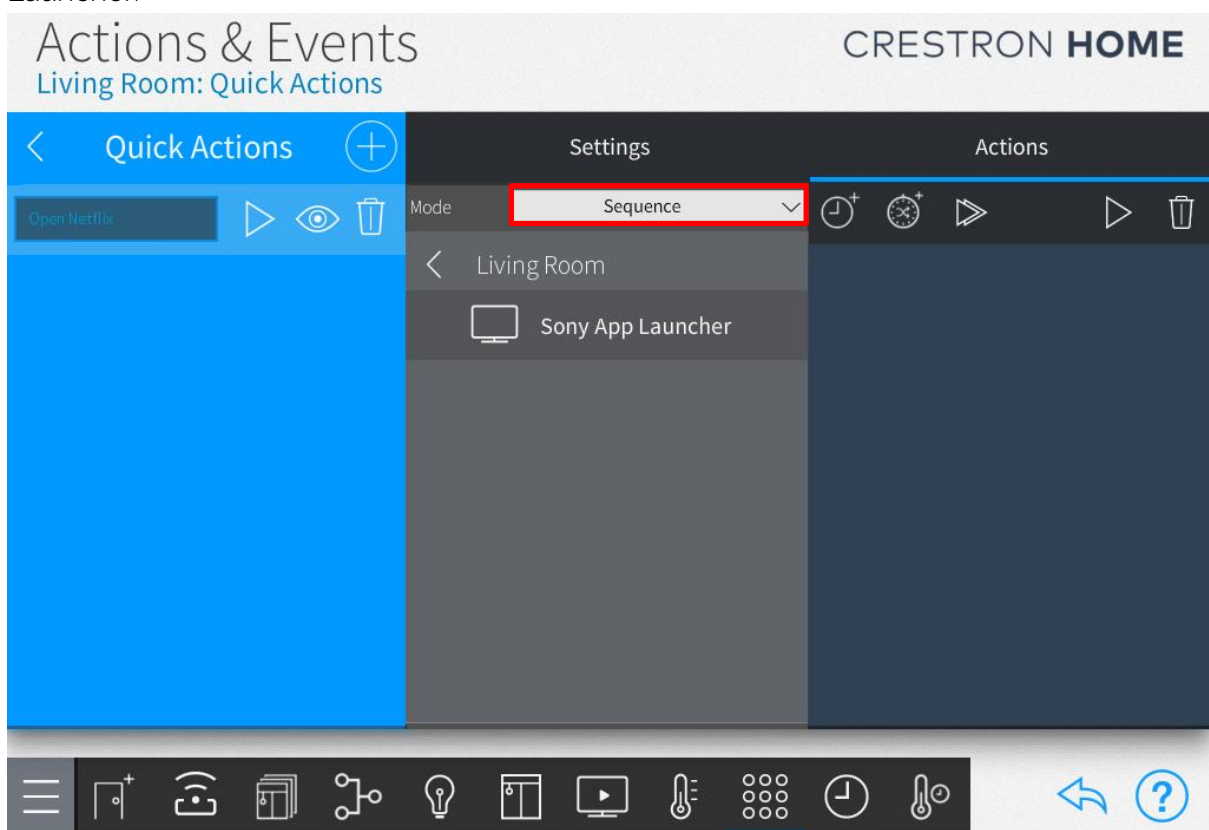 Actions & Events
CRESTRON HOME
Living Room: Quick Actions
Quick Actions
Settings
Actions
Open Netflix
Mode
Sequence
Living Room
Sony App Launcher
?